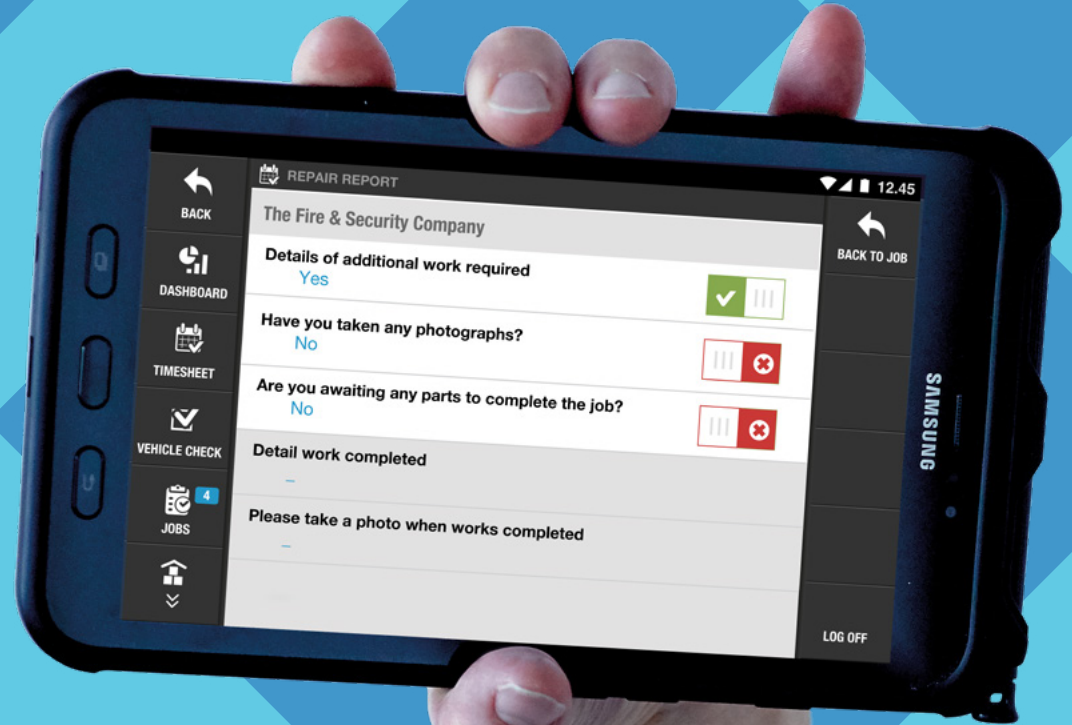 REPAIR REPORT
12.45
BACK
DASHBOARD
TIMESHEET
VEHICLE CHECK
4
JOBS
The Fire & Security Company
Details of additional work required
Yes
Have you taken any photographs?
No
Are you awaiting any parts to complete the job?
No
Detail work completed
–
Please take a photo when works completed
–
BACK TO JOB
LOG OFF
SAMSUNG